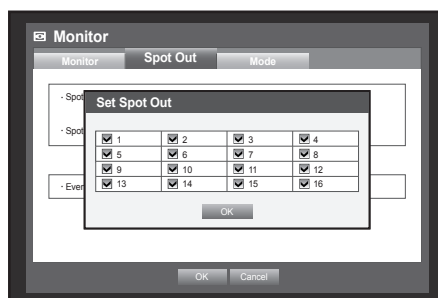 Monitor
Monitor Spot Out Mode
· Spot
Set Spot Out
· Spot
1 2 3 4
5 6 7 8
9 10 11 12
13 14 15 16
· Even
OK
OK Cancel